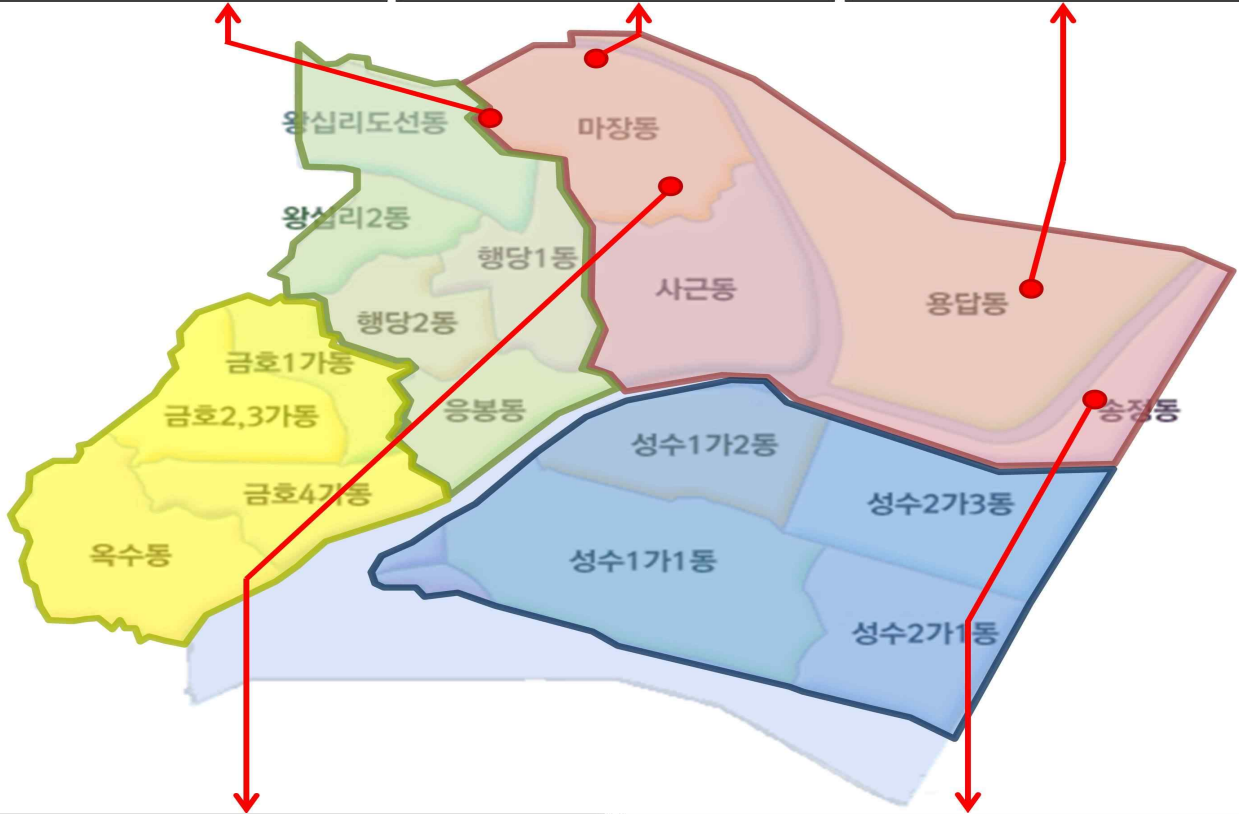 왕십리도선동
마장동
왕십리2동
행당1동
사근동
용답동
행당2동
금호1가동
송정동
금호2,3가동
응봉동
성수1가2동
금호4가동
성수2가3동
옥수동
성수1가1동
성수2가1동